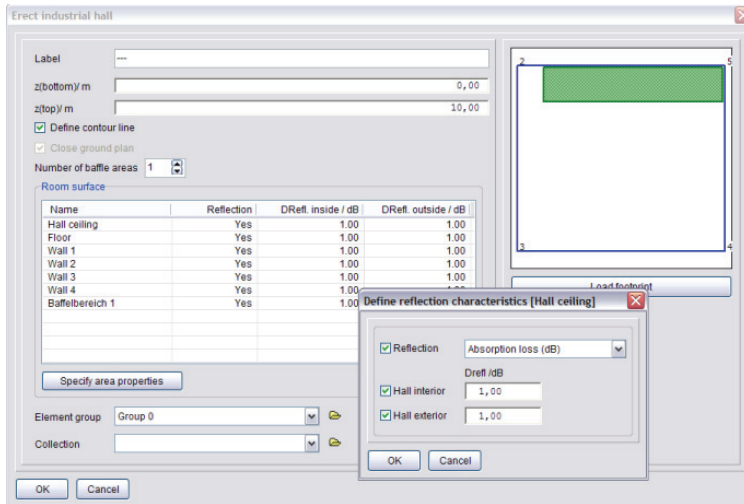 Erect industrial hall
Label ---
z(bottom)/ m 0,00
z(top)/ m 10,00
Define contour line
Close ground plan
Number of baffle areas 1
Room surface
Name Reflection DRefl. inside / dB DRefl. outside / dB
Hall ceiling Yes 1.00 1.00
Floor Yes 1.00 1.00
Wall 1 Yes 1.00 1.00
Wall 2 Yes 1.00 1.00
Wall 3 Yes 1.00 1.00
Wall 4 Yes 1.00 1.00
Baffelbereich 1 Yes 1.00 1.00
Specify area properties
Element group Group 0
Collection
OK Cancel
2 5
3 4
Load footprint
Define reflection characteristics [Hall ceiling]
Reflection Absorption loss (dB)
Drefl /dB
Hall interior 1,00
Hall exterior 1,00
OK Cancel